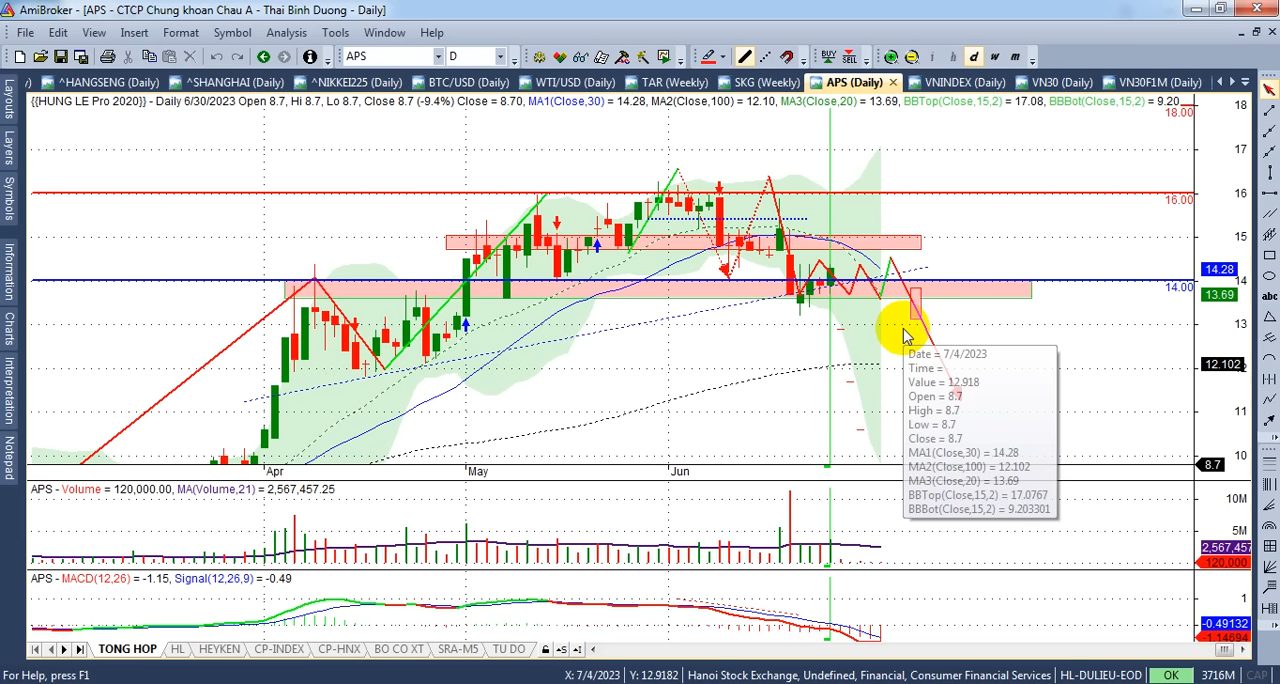 AmiBroker - [APS - CTCP Chung khoan Chau A - Thai Binh Duong - Daily]
File Edit View Insert Format Symbol Analysis Tools Window Help
APS D BUY SELL i h d w m
^HANGSENG (Daily) ^SHANGHAI (Daily) ^NIKKEI225 (Daily) BTC/USD (Daily) WTI/USD (Daily) TAR (Weekly) SKG (Weekly) APS (Daily) VNINDEX (Daily) VN30 (Daily) VN30F1M (Daily)
Layouts
Layers
Symbols
Information
Charts
Interpretation
Notepad
{{HUNG LE Pro 2020}} - Daily 6/30/2023 Open 8.7, Hi 8.7, Lo 8.7, Close 8.7 (-9.4%) Close = 8.70, MA1(Close,30) = 14.28, MA2(Close,100) = 12.10, MA3(Close,20) = 13.69, BBTop(Close,15,2) = 17.08, BBBot(Close,15,2) = 9.20
18
18.00
17
16
16.00
15
14.28
14
14.00
13.69
13
12.102
11
10
8.7
Date = 7/4/2023
Time =
Value = 12.918
Open = 8.7
High = 8.7
Low = 8.7
Close = 8.7
MA1(Close,30) = 14.28
MA2(Close,100) = 12.102
MA3(Close,20) = 13.69
BBTop(Close,15,2) = 17.0767
BBBot(Close,15,2) = 9.203301
Apr May Jun
APS - Volume = 120,000.00, MA(Volume,21) = 2,567,457.25
10M
5M
2,567,457
120,000
APS - MACD(12,26) = -1.15, Signal(12,26,9) = -0.49
1
-0.49132
-1.14694
TONG HOP HL HEYKEN CP-INDEX CP-HNX BO CO XT SRA-M5 TU DO
abc
For Help, press F1 X: 7/4/2023 Y: 12.9182 Hanoi Stock Exchange, Undefined, Financial, Consumer Financial Services HL-DULIEU-EOD OK 3716M CAP